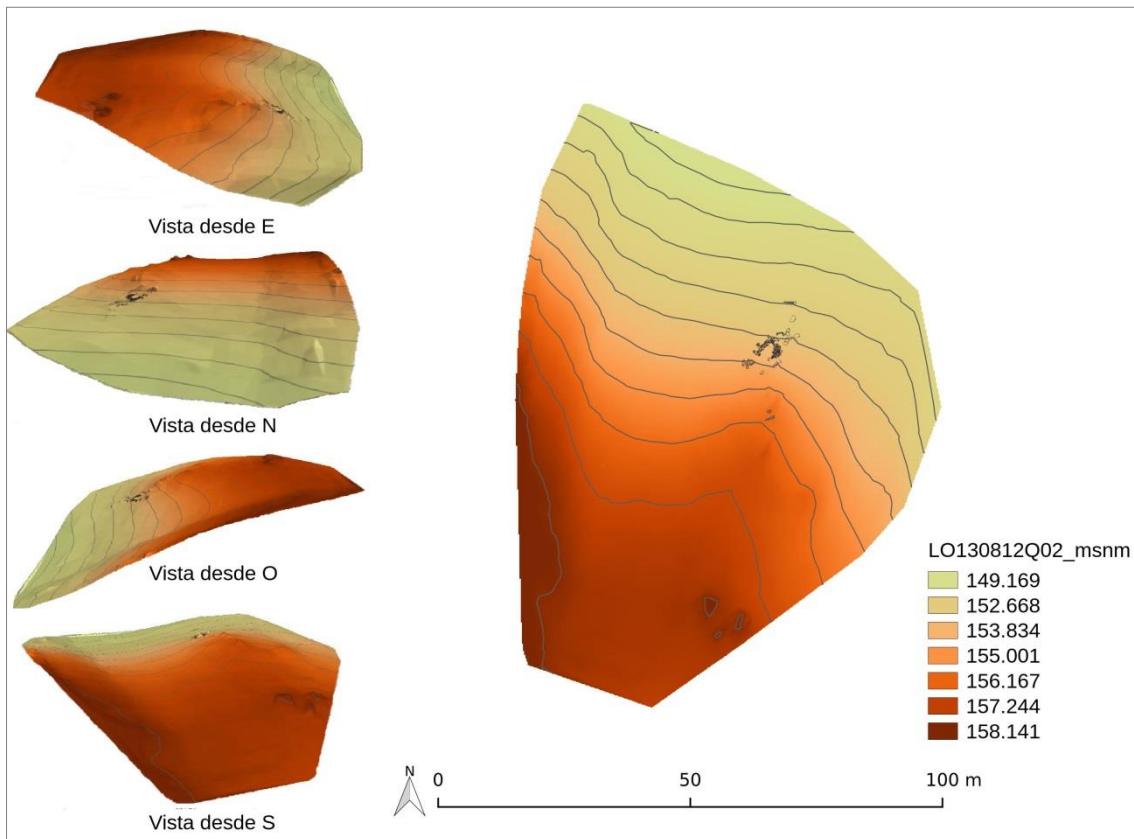 Vista desde E
Vista desde N
Vista desde O
Vista desde S
LO130812Q02_msnm
149.169
152.668
153.834
155.001
156.167
157.244
158.141
N
0 50 100 m